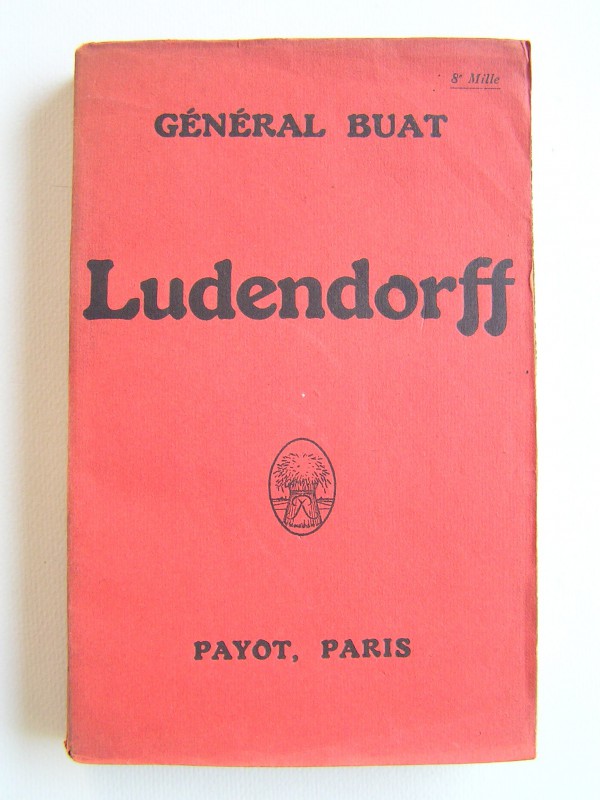 8e Mille
GÉNÉRAL BUAT
Ludendorff
PAYOT, PARIS